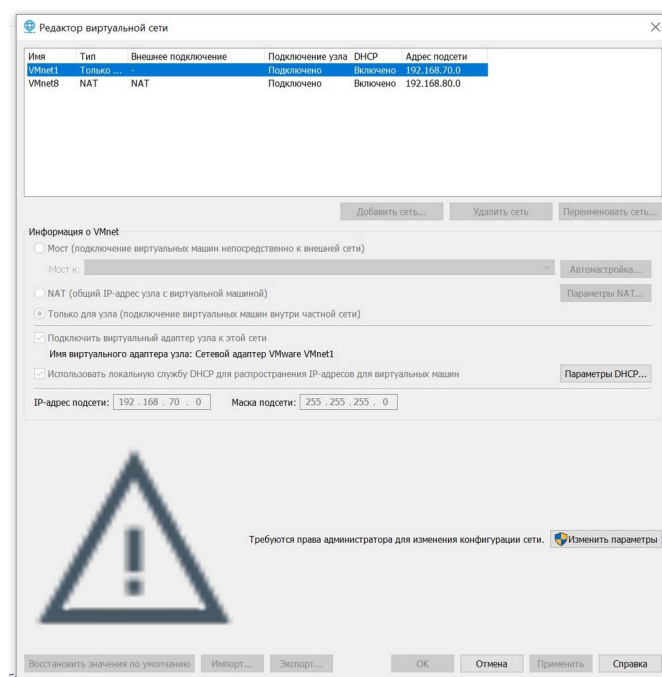 Редактор виртуальной сети
Имя Тип Внешнее подключение Подключение узла DHCP Адрес подсети
VMnet1 Только ... - Подключено Включено 192.168.70.0
VMnet8 NAT NAT Подключено Включено 192.168.80.0
Добавить сеть... Удалить сеть Переименовать сеть...
Информация о VMnet
Мост (подключение виртуальных машин непосредственно к внешней сети)
Мост к: Автонастройка...
NAT (общий IP-адрес узла с виртуальной машиной) Параметры NAT...
Только для узла (подключение виртуальных машин внутри частной сети)
Подключить виртуальный адаптер узла к этой сети
Имя виртуального адаптера узла: Сетевой адаптер VMware VMnet1
Использовать локальную службу DHCP для распространения IP-адресов для виртуальных машин Параметры DHCP...
IP-адрес подсети: 192 . 168 . 70 . 0 Маска подсети: 255 . 255 . 255 . 0
Требуются права администратора для изменения конфигурации сети. Изменить параметры
Восстановить значения по умолчанию Импорт... Экспорт... ОК Отмена Применить Справка